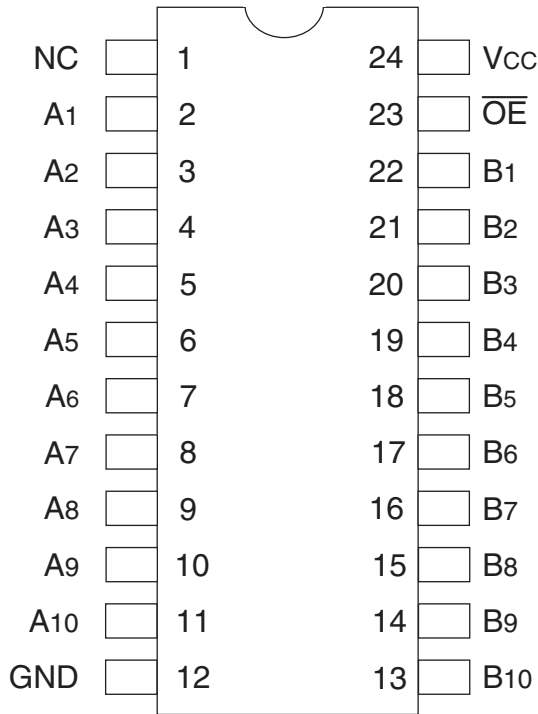 NC 1 24 VCC
A1 2 23 O̅E̅
A2 3 22 B1
A3 4 21 B2
A4 5 20 B3
A5 6 19 B4
A6 7 18 B5
A7 8 17 B6
A8 9 16 B7
A9 10 15 B8
A10 11 14 B9
GND 12 13 B10